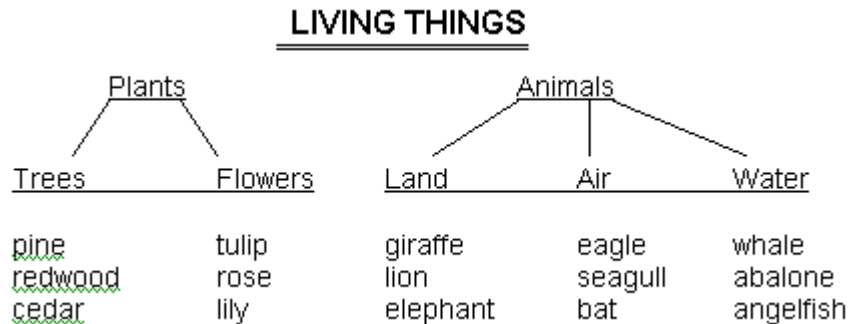 LIVING THINGS
Plants Animals
Trees Flowers Land Air Water
pine tulip giraffe eagle whale
redwood rose lion seagull abalone
cedar lily elephant bat angelfish